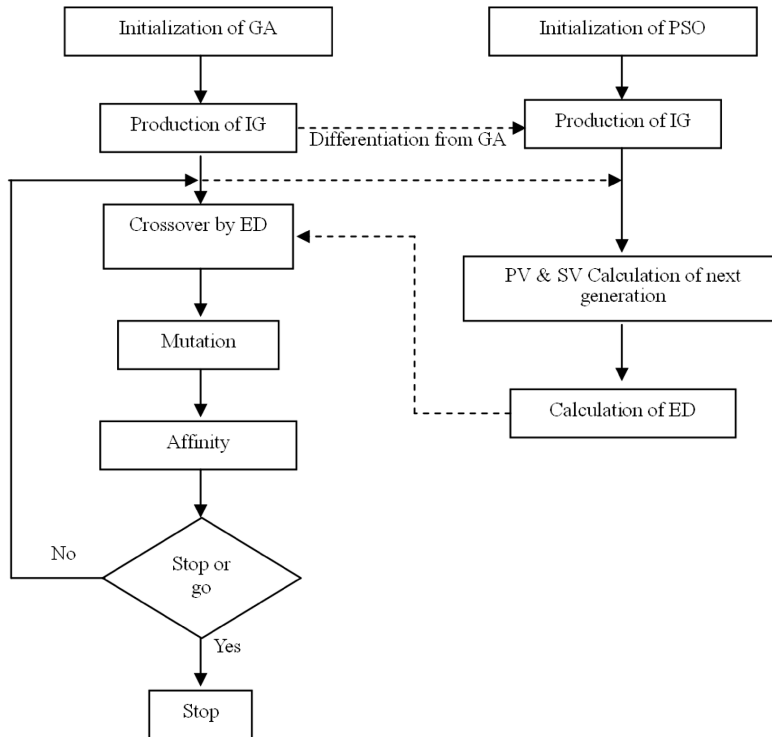 Initialization of GA
Initialization of PSO
Production of IG
Production of IG
Differentiation from GA
Crossover by ED
PV & SV Calculation of next
generation
Mutation
Calculation of ED
Affinity
No
Stop or
go
Yes
Stop